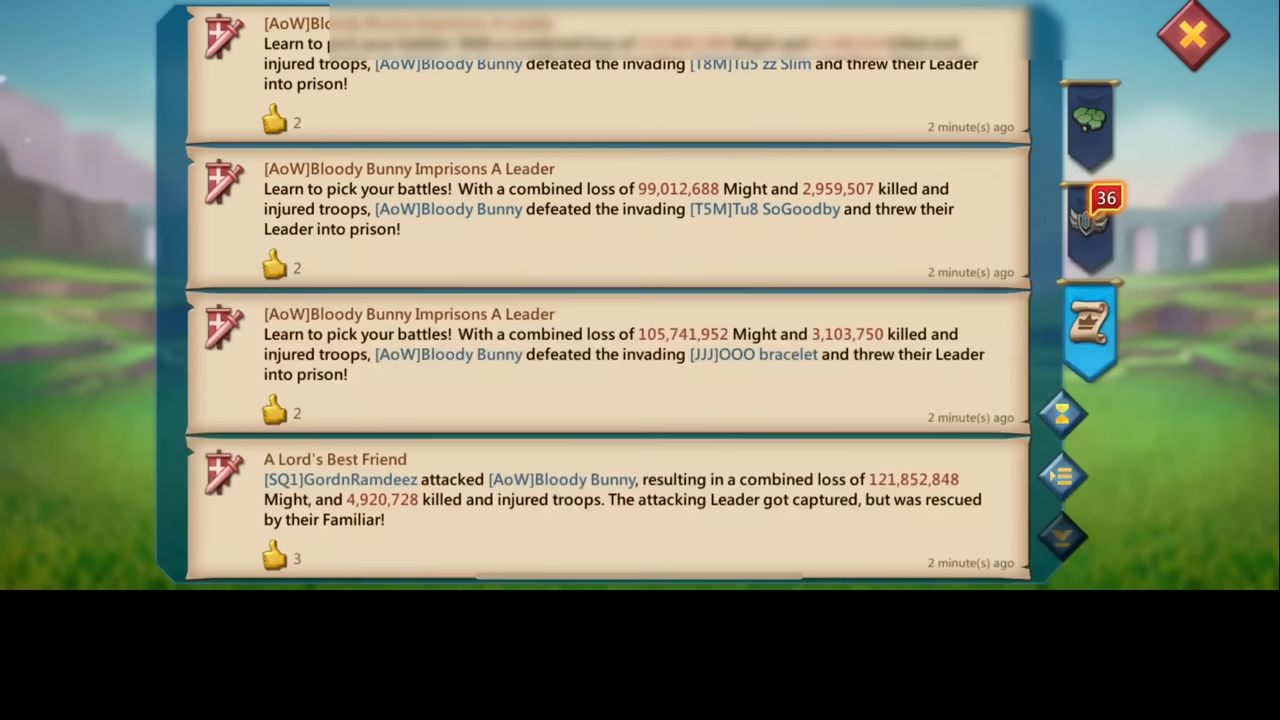 [AoW]Blo
Learn to
injured troops, [AoW]Bloody Bunny defeated the invading [T8M]Tu5 zz Slim and threw their Leader
into prison!
2
2 minute(s) ago
[AoW]Bloody Bunny Imprisons A Leader
Learn to pick your battles! With a combined loss of 99,012,688 Might and 2,959,507 killed and
injured troops, [AoW]Bloody Bunny defeated the invading [T5M]Tu8 SoGoodby and threw their
Leader into prison!
2
2 minute(s) ago
[AoW]Bloody Bunny Imprisons A Leader
Learn to pick your battles! With a combined loss of 105,741,952 Might and 3,103,750 killed and
injured troops, [AoW]Bloody Bunny defeated the invading [JJJ]OOO bracelet and threw their Leader
into prison!
2
2 minute(s) ago
A Lord's Best Friend
[SQ1]GordnRamdeez attacked [AoW]Bloody Bunny, resulting in a combined loss of 121,852,848
Might, and 4,920,728 killed and injured troops. The attacking Leader got captured, but was rescued
by their Familiar!
3
2 minute(s) ago
36